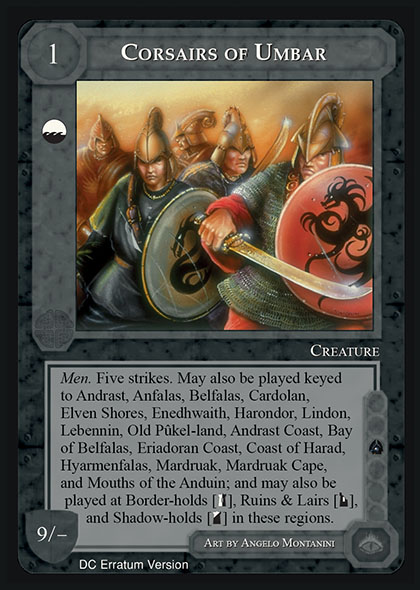 1
CORSAIRS OF UMBAR
CREATURE
Men. Five strikes. May also be played keyed
to Andrast, Anfalas, Belfalas, Cardolan,
Elven Shores, Enedhwaith, Harondor, Lindon,
Lebennin, Old Pûkel-land, Andrast Coast, Bay
of Belfalas, Eriadoran Coast, Coast of Harad,
Hyarmenfalas, Mardruak, Mardruak Cape,
and Mouths of the Anduin; and may also be
played at Border-holds [ ], Ruins & Lairs [ ],
and Shadow-holds [ ] in these regions.
9/–
ART BY ANGELO MONTANINI
DC Erratum Version